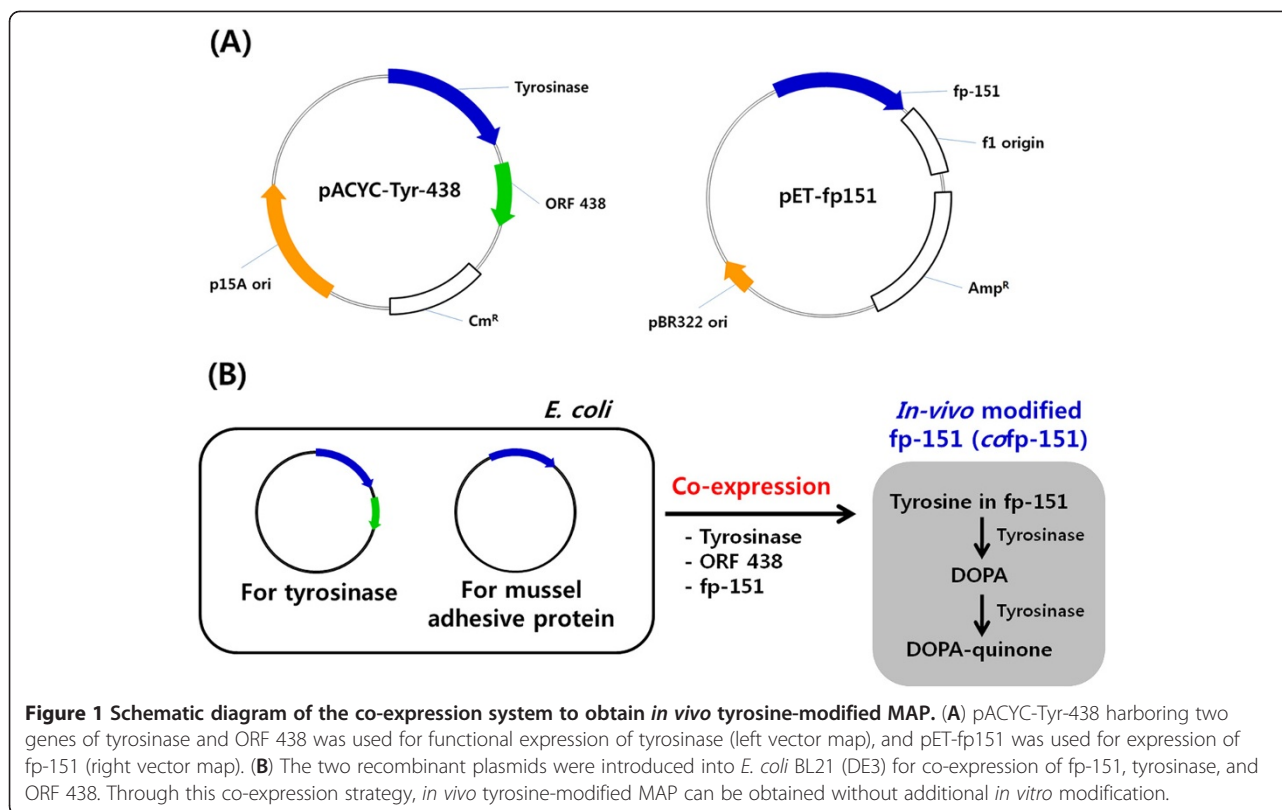 (A)
Tyrosinase
ORF 438
pACYC-Tyr-438
p15A ori
Cm^R
fp-151
f1 origin
pET-fp151
Amp^R
pBR322 ori
(B)
E. coli
For tyrosinase
For mussel
adhesive protein
Co-expression
- Tyrosinase
- ORF 438
- fp-151
In-vivo modified
fp-151 (cofp-151)
Tyrosine in fp-151
Tyrosinase
DOPA
Tyrosinase
DOPA-quinone
Figure 1 Schematic diagram of the co-expression system to obtain in vivo tyrosine-modified MAP. (A) pACYC-Tyr-438 harboring two
genes of tyrosinase and ORF 438 was used for functional expression of tyrosinase (left vector map), and pET-fp151 was used for expression of
fp-151 (right vector map). (B) The two recombinant plasmids were introduced into E. coli BL21 (DE3) for co-expression of fp-151, tyrosinase, and
ORF 438. Through this co-expression strategy, in vivo tyrosine-modified MAP can be obtained without additional in vitro modification.